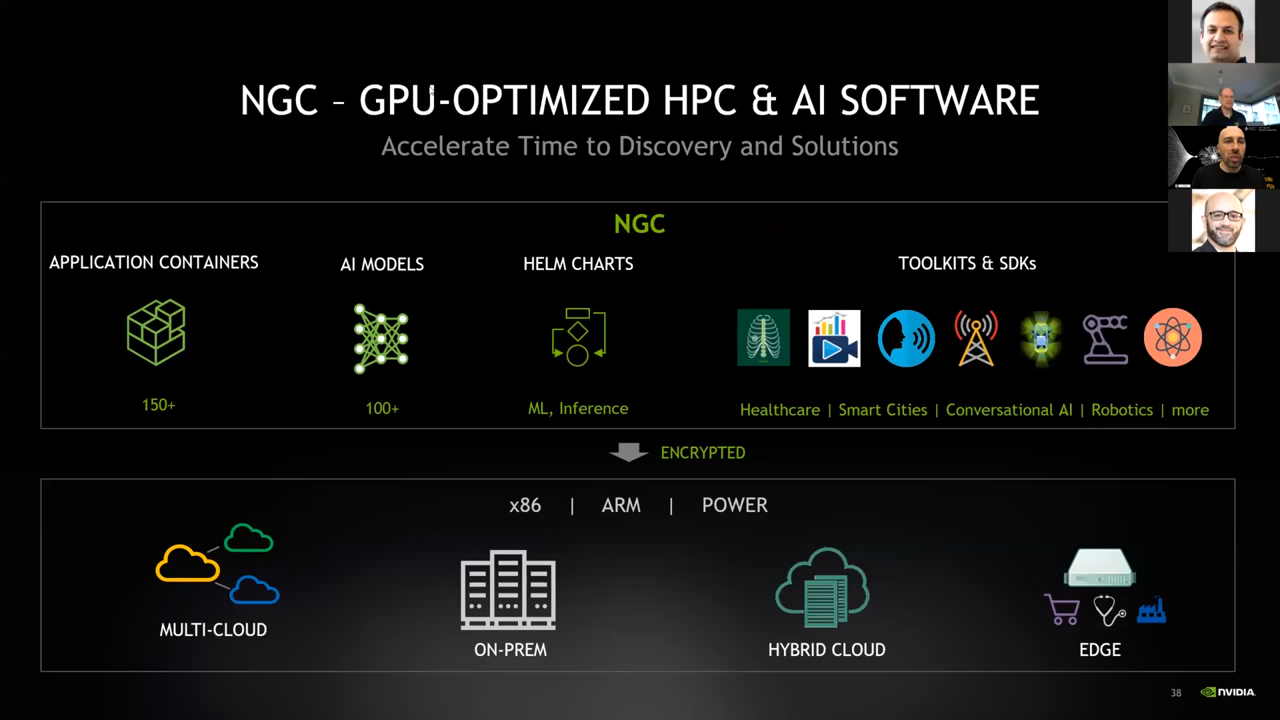 NGC – GPU-OPTIMIZED HPC & AI SOFTWARE
Accelerate Time to Discovery and Solutions
NGC
APPLICATION CONTAINERS
AI MODELS
HELM CHARTS
TOOLKITS & SDKs
150+
100+
ML, Inference
Healthcare | Smart Cities | Conversational AI | Robotics | more
ENCRYPTED
x86 | ARM | POWER
MULTI-CLOUD
ON-PREM
HYBRID CLOUD
EDGE
38
NVIDIA.